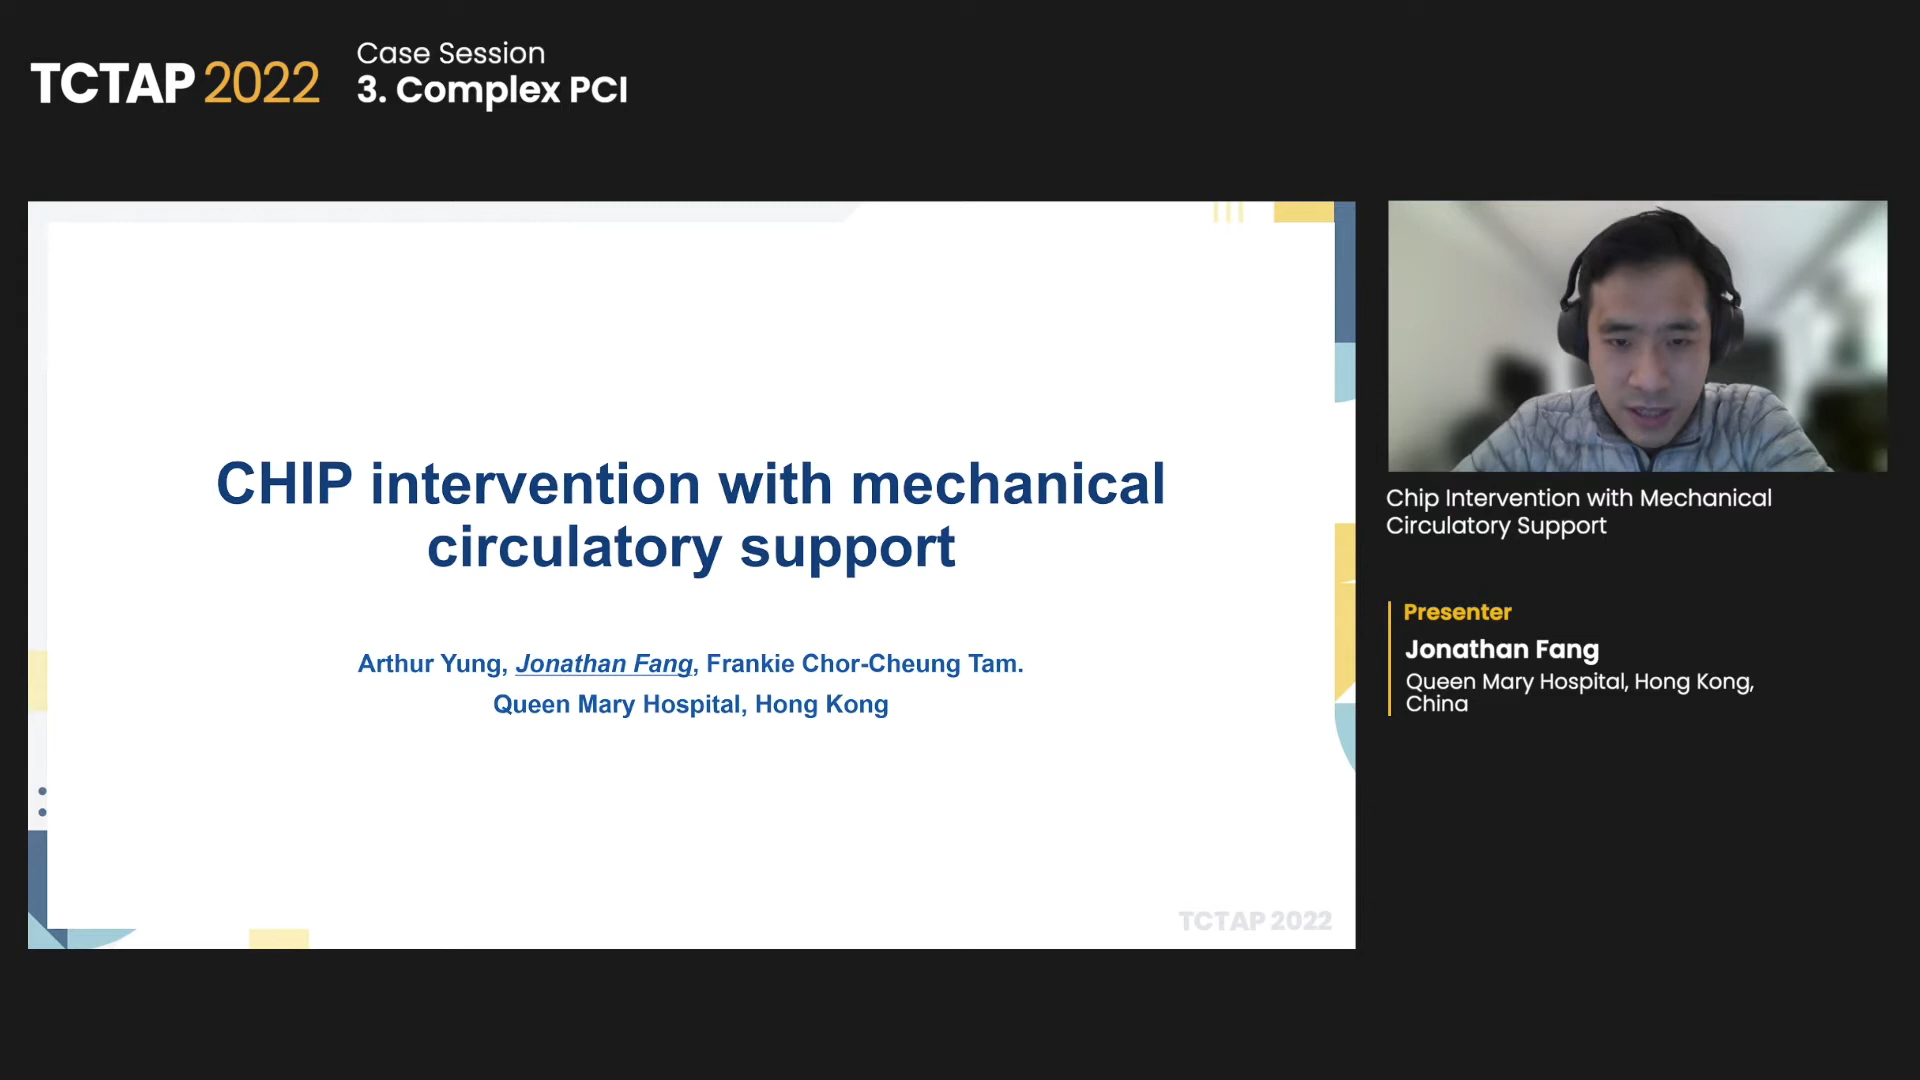 TCTAP 2022
Case Session
3. Complex PCI
CHIP intervention with mechanical
circulatory support
Arthur Yung, Jonathan Fang, Frankie Chor-Cheung Tam.
Queen Mary Hospital, Hong Kong
TCTAP 2022
Chip Intervention with Mechanical
Circulatory Support
Presenter
Jonathan Fang
Queen Mary Hospital, Hong Kong,
China